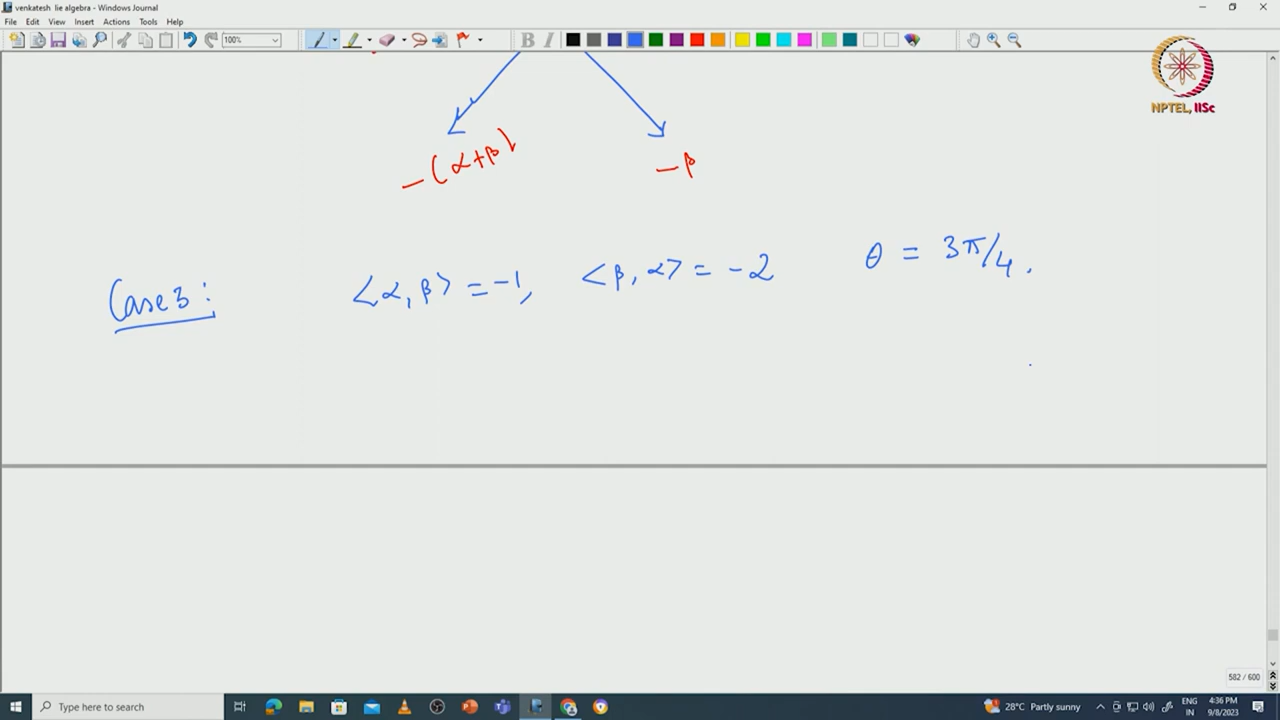 venkatesh lie algebra - Windows Journal
File Edit View Insert Actions Tools Help
100%
B I
NPTEL, IISc
-(α+β)
-β
Case 3: <α, β> = -1, <β, α> = -2 θ = 3π/4.
582 / 600
Type here to search
28°C Partly sunny
ENG
IN
4:36 PM
9/8/2023